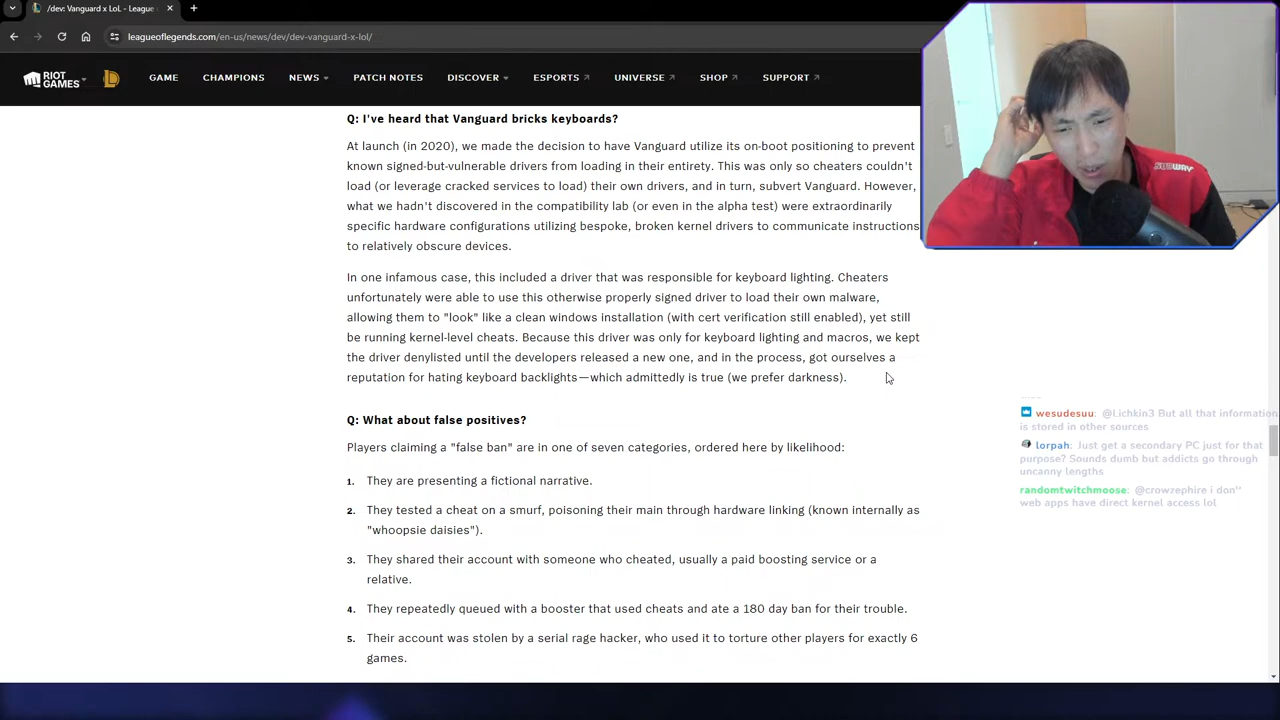 /dev: Vanguard x LoL - League
leagueoflegends.com/en-us/news/dev/dev-vanguard-x-lol/
RIOT GAMES
GAME
CHAMPIONS
NEWS
PATCH NOTES
DISCOVER
ESPORTS
UNIVERSE
SHOP
SUPPORT
SUBWAY
Q: I've heard that Vanguard bricks keyboards?
At launch (in 2020), we made the decision to have Vanguard utilize its on-boot positioning to prevent
known signed-but-vulnerable drivers from loading in their entirety. This was only so cheaters couldn't
load (or leverage cracked services to load) their own drivers, and in turn, subvert Vanguard. However,
what we hadn't discovered in the compatibility lab (or even in the alpha test) were extraordinarily
specific hardware configurations utilizing bespoke, broken kernel drivers to communicate instructions
to relatively obscure devices.
In one infamous case, this included a driver that was responsible for keyboard lighting. Cheaters
unfortunately were able to use this otherwise properly signed driver to load their own malware,
allowing them to "look" like a clean windows installation (with cert verification still enabled), yet still
be running kernel-level cheats. Because this driver was only for keyboard lighting and macros, we kept
the driver denylisted until the developers released a new one, and in the process, got ourselves a
reputation for hating keyboard backlights—which admittedly is true (we prefer darkness).
Q: What about false positives?
Players claiming a "false ban" are in one of seven categories, ordered here by likelihood:
1. They are presenting a fictional narrative.
2. They tested a cheat on a smurf, poisoning their main through hardware linking (known internally as
"whoopsie daisies").
3. They shared their account with someone who cheated, usually a paid boosting service or a
relative.
4. They repeatedly queued with a booster that used cheats and ate a 180 day ban for their trouble.
5. Their account was stolen by a serial rage hacker, who used it to torture other players for exactly 6
games.
wesudesuu: @Lichkin3 But all that information
is stored in other sources
lorpah: Just get a secondary PC just for that
purpose? Sounds dumb but addicts go through
uncanny lengths
randomtwitchmoose: @crowzephire i don''
web apps have direct kernel access lol